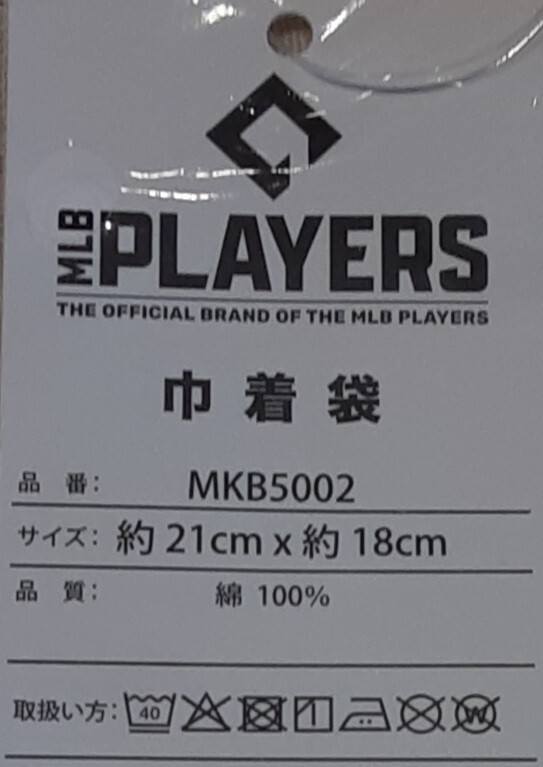 MLB PLAYERS
THE OFFICIAL BRAND OF THE MLB PLAYERS
巾着袋
品 番: MKB5002
サイズ: 約 21cm x 約 18cm
品 質: 綿 100%
取扱い方: 40 W